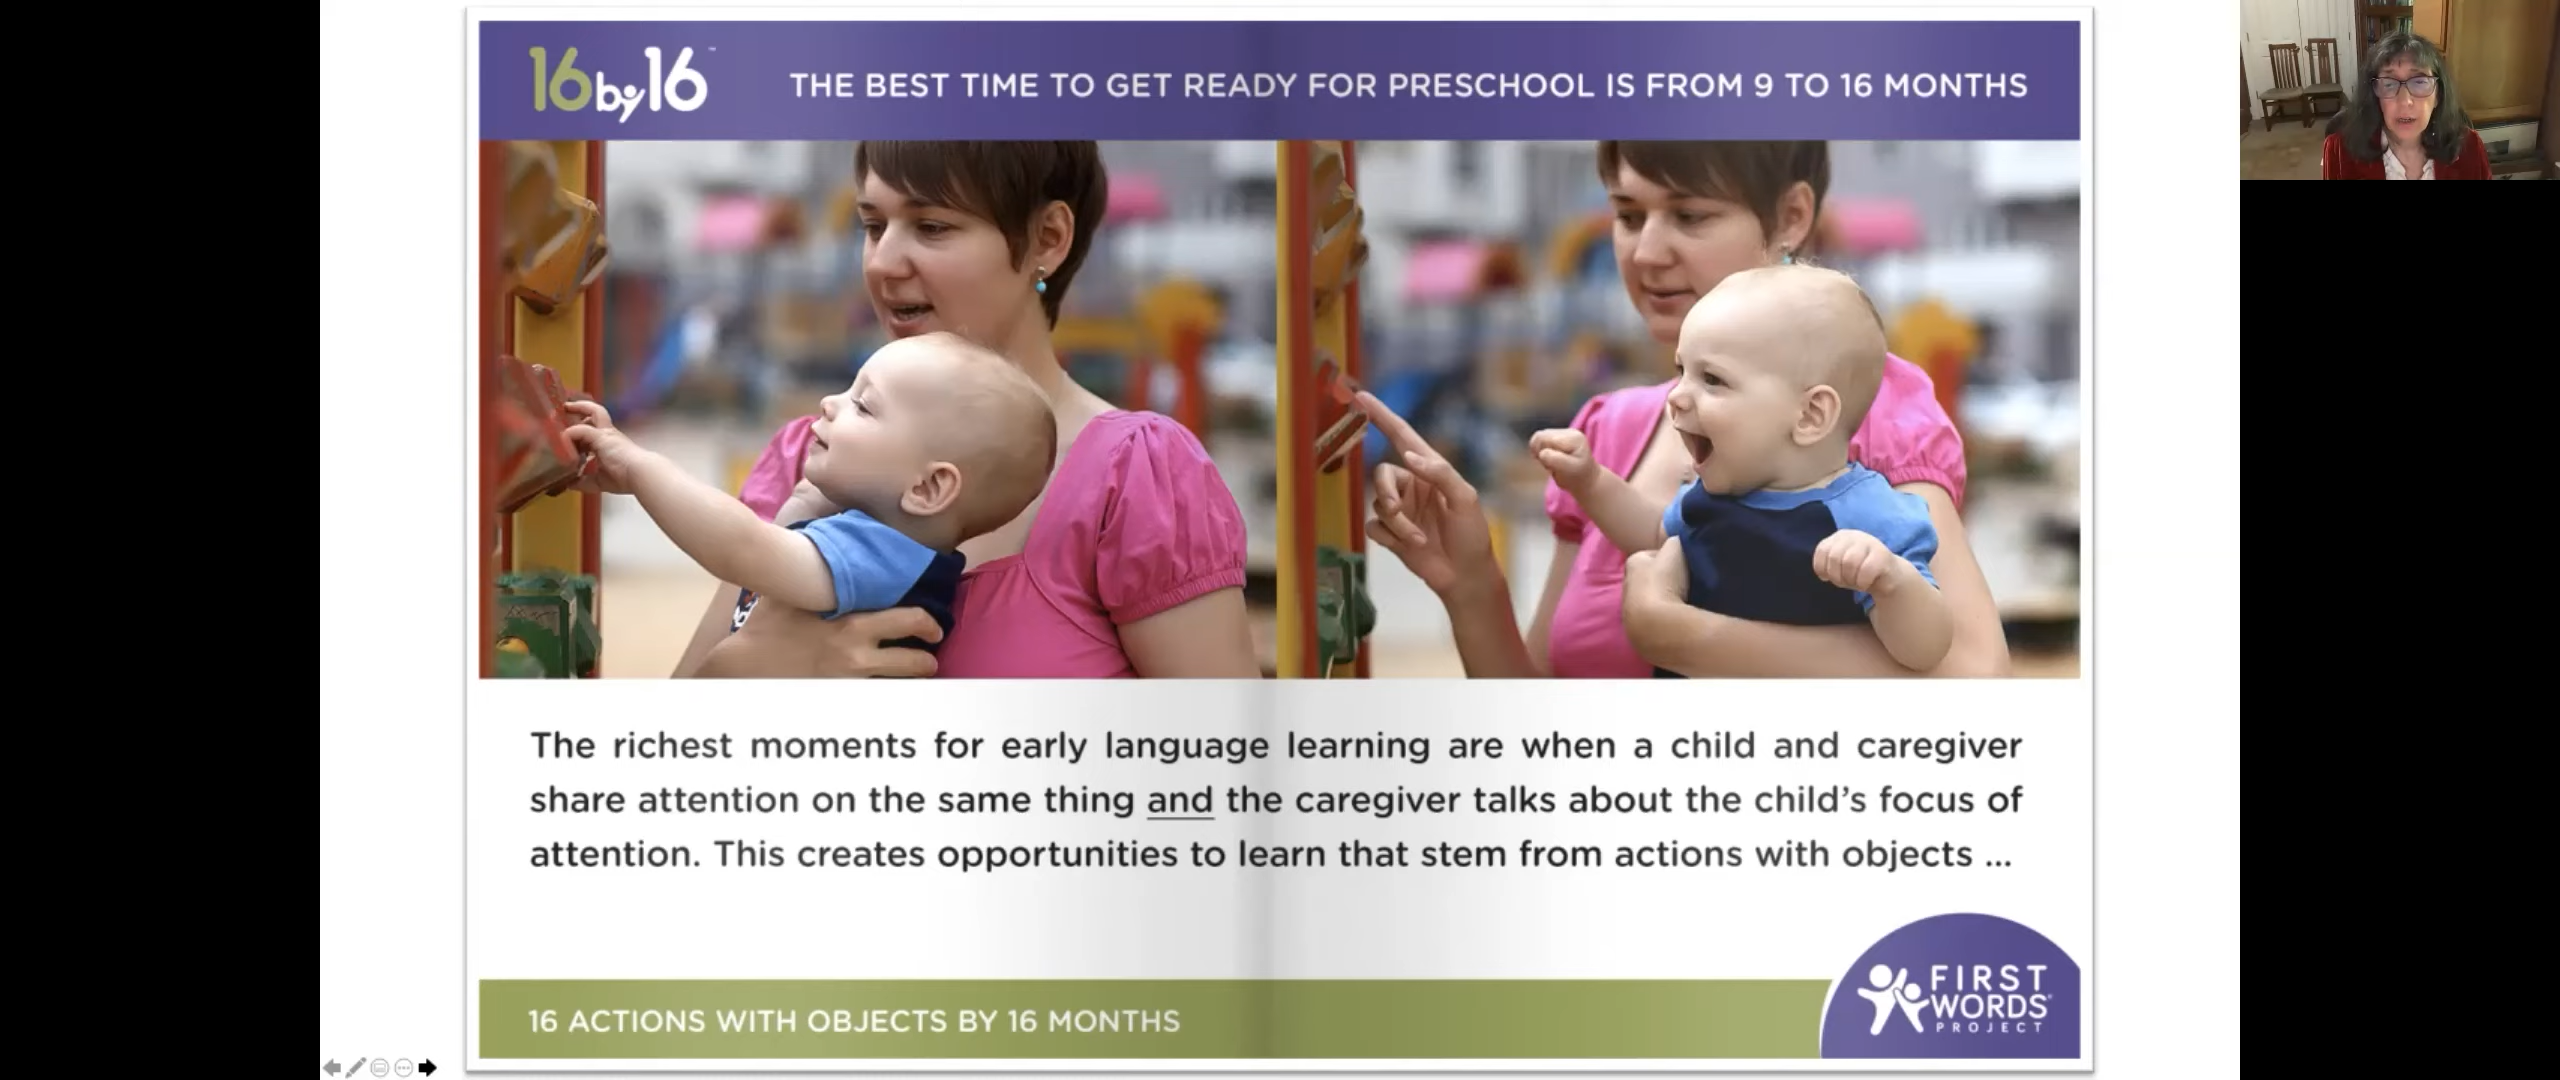 16by16™
THE BEST TIME TO GET READY FOR PRESCHOOL IS FROM 9 TO 16 MONTHS
The richest moments for early language learning are when a child and caregiver
share attention on the same thing and the caregiver talks about the child's focus of
attention. This creates opportunities to learn that stem from actions with objects ...
16 ACTIONS WITH OBJECTS BY 16 MONTHS
FIRST
WORDS®
PROJECT